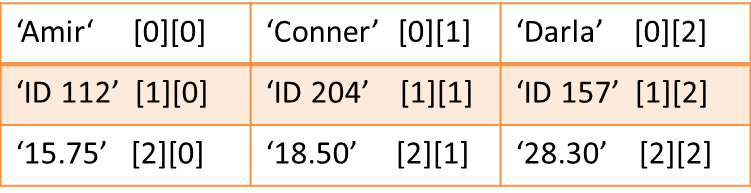 ‘Amir‘ [0][0] ‘Conner’ [0][1] ‘Darla’ [0][2]
‘ID 112’ [1][0] ‘ID 204’ [1][1] ‘ID 157’ [1][2]
‘15.75’ [2][0] ‘18.50’ [2][1] ‘28.30’ [2][2]